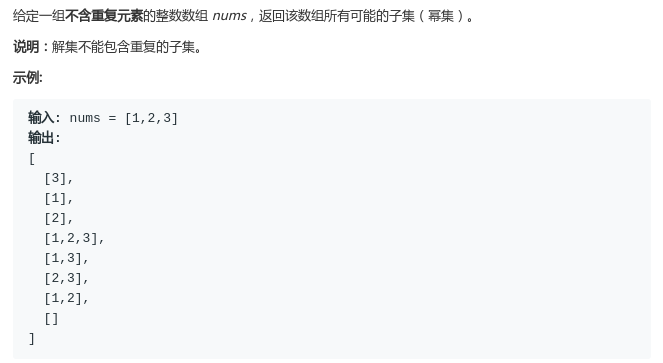 给定一组不含重复元素的整数数组 nums，返回该数组所有可能的子集（幂集）。
说明：解集不能包含重复的子集。
示例:
输入: nums = [1,2,3]
输出:
[
  [3],
  [1],
  [2],
  [1,2,3],
  [1,3],
  [2,3],
  [1,2],
  []
]